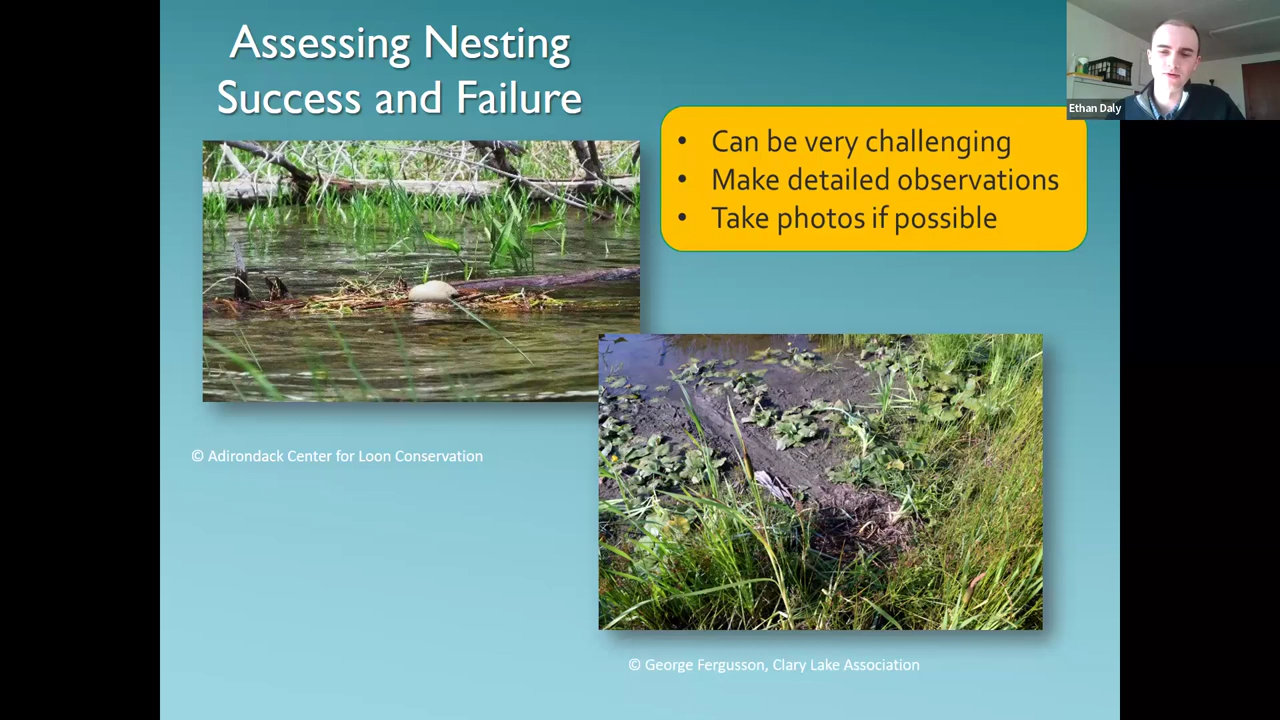 Assessing Nesting
Success and Failure
Ethan Daly
• Can be very challenging
• Make detailed observations
• Take photos if possible
© Adirondack Center for Loon Conservation
© George Fergusson, Clary Lake Association